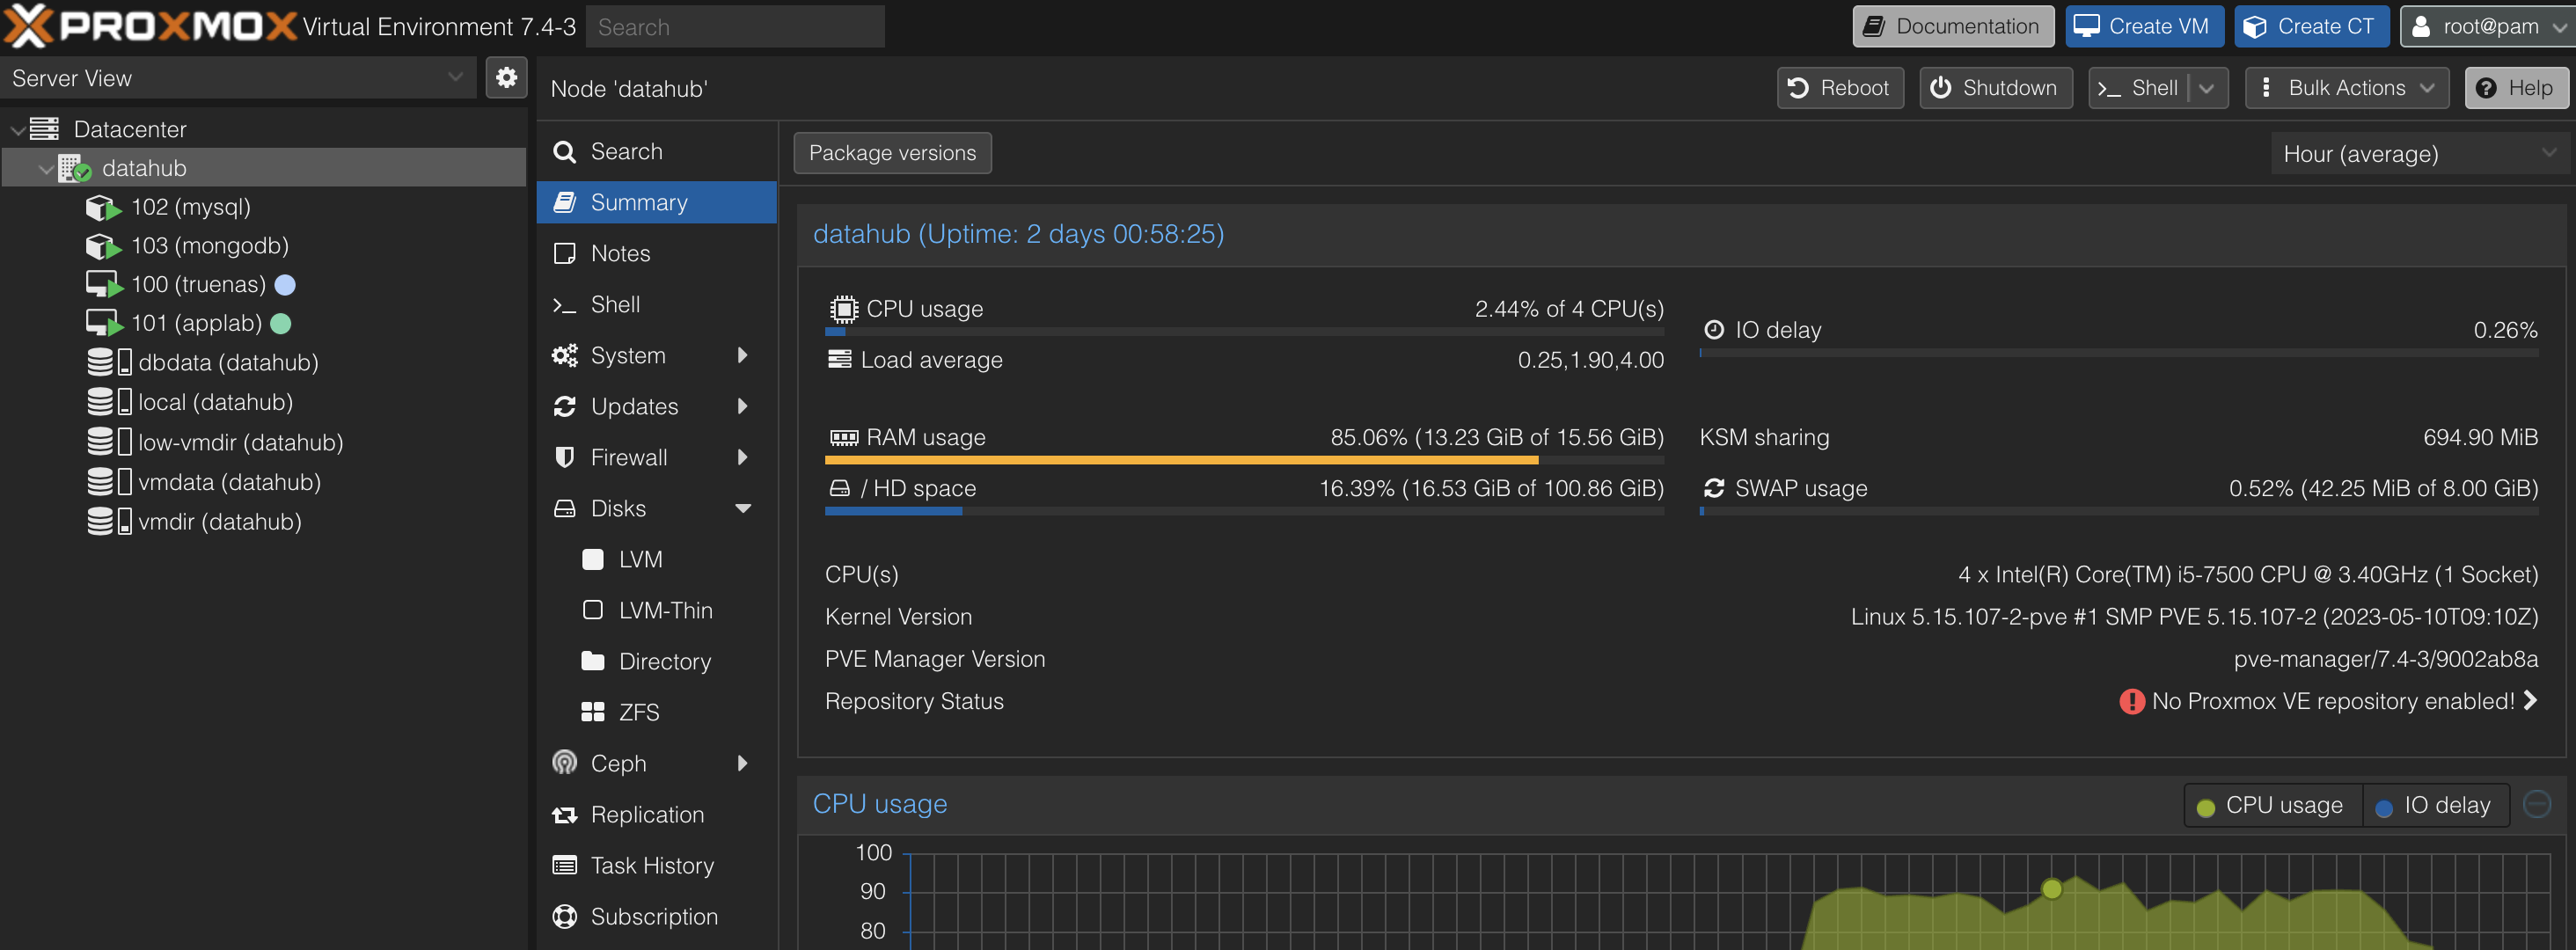 PROXMOX Virtual Environment 7.4-3 Search Documentation Create VM Create CT root@pam
Server View
Datacenter
datahub
102 (mysql)
103 (mongodb)
100 (truenas)
101 (applab)
dbdata (datahub)
local (datahub)
low-vmdir (datahub)
vmdata (datahub)
vmdir (datahub)
Node 'datahub' Reboot Shutdown >_ Shell Bulk Actions Help
Search
Summary
Notes
Shell
System
Updates
Firewall
Disks
LVM
LVM-Thin
Directory
ZFS
Ceph
Replication
Task History
Subscription
Package versions Hour (average)
datahub (Uptime: 2 days 00:58:25)
CPU usage 2.44% of 4 CPU(s)
IO delay 0.26%
Load average 0.25,1.90,4.00
RAM usage 85.06% (13.23 GiB of 15.56 GiB) KSM sharing 694.90 MiB
/ HD space 16.39% (16.53 GiB of 100.86 GiB) SWAP usage 0.52% (42.25 MiB of 8.00 GiB)
CPU(s) 4 x Intel(R) Core(TM) i5-7500 CPU @ 3.40GHz (1 Socket)
Kernel Version Linux 5.15.107-2-pve #1 SMP PVE 5.15.107-2 (2023-05-10T09:10Z)
PVE Manager Version pve-manager/7.4-3/9002ab8a
Repository Status No Proxmox VE repository enabled!
CPU usage CPU usage IO delay
100
90
80